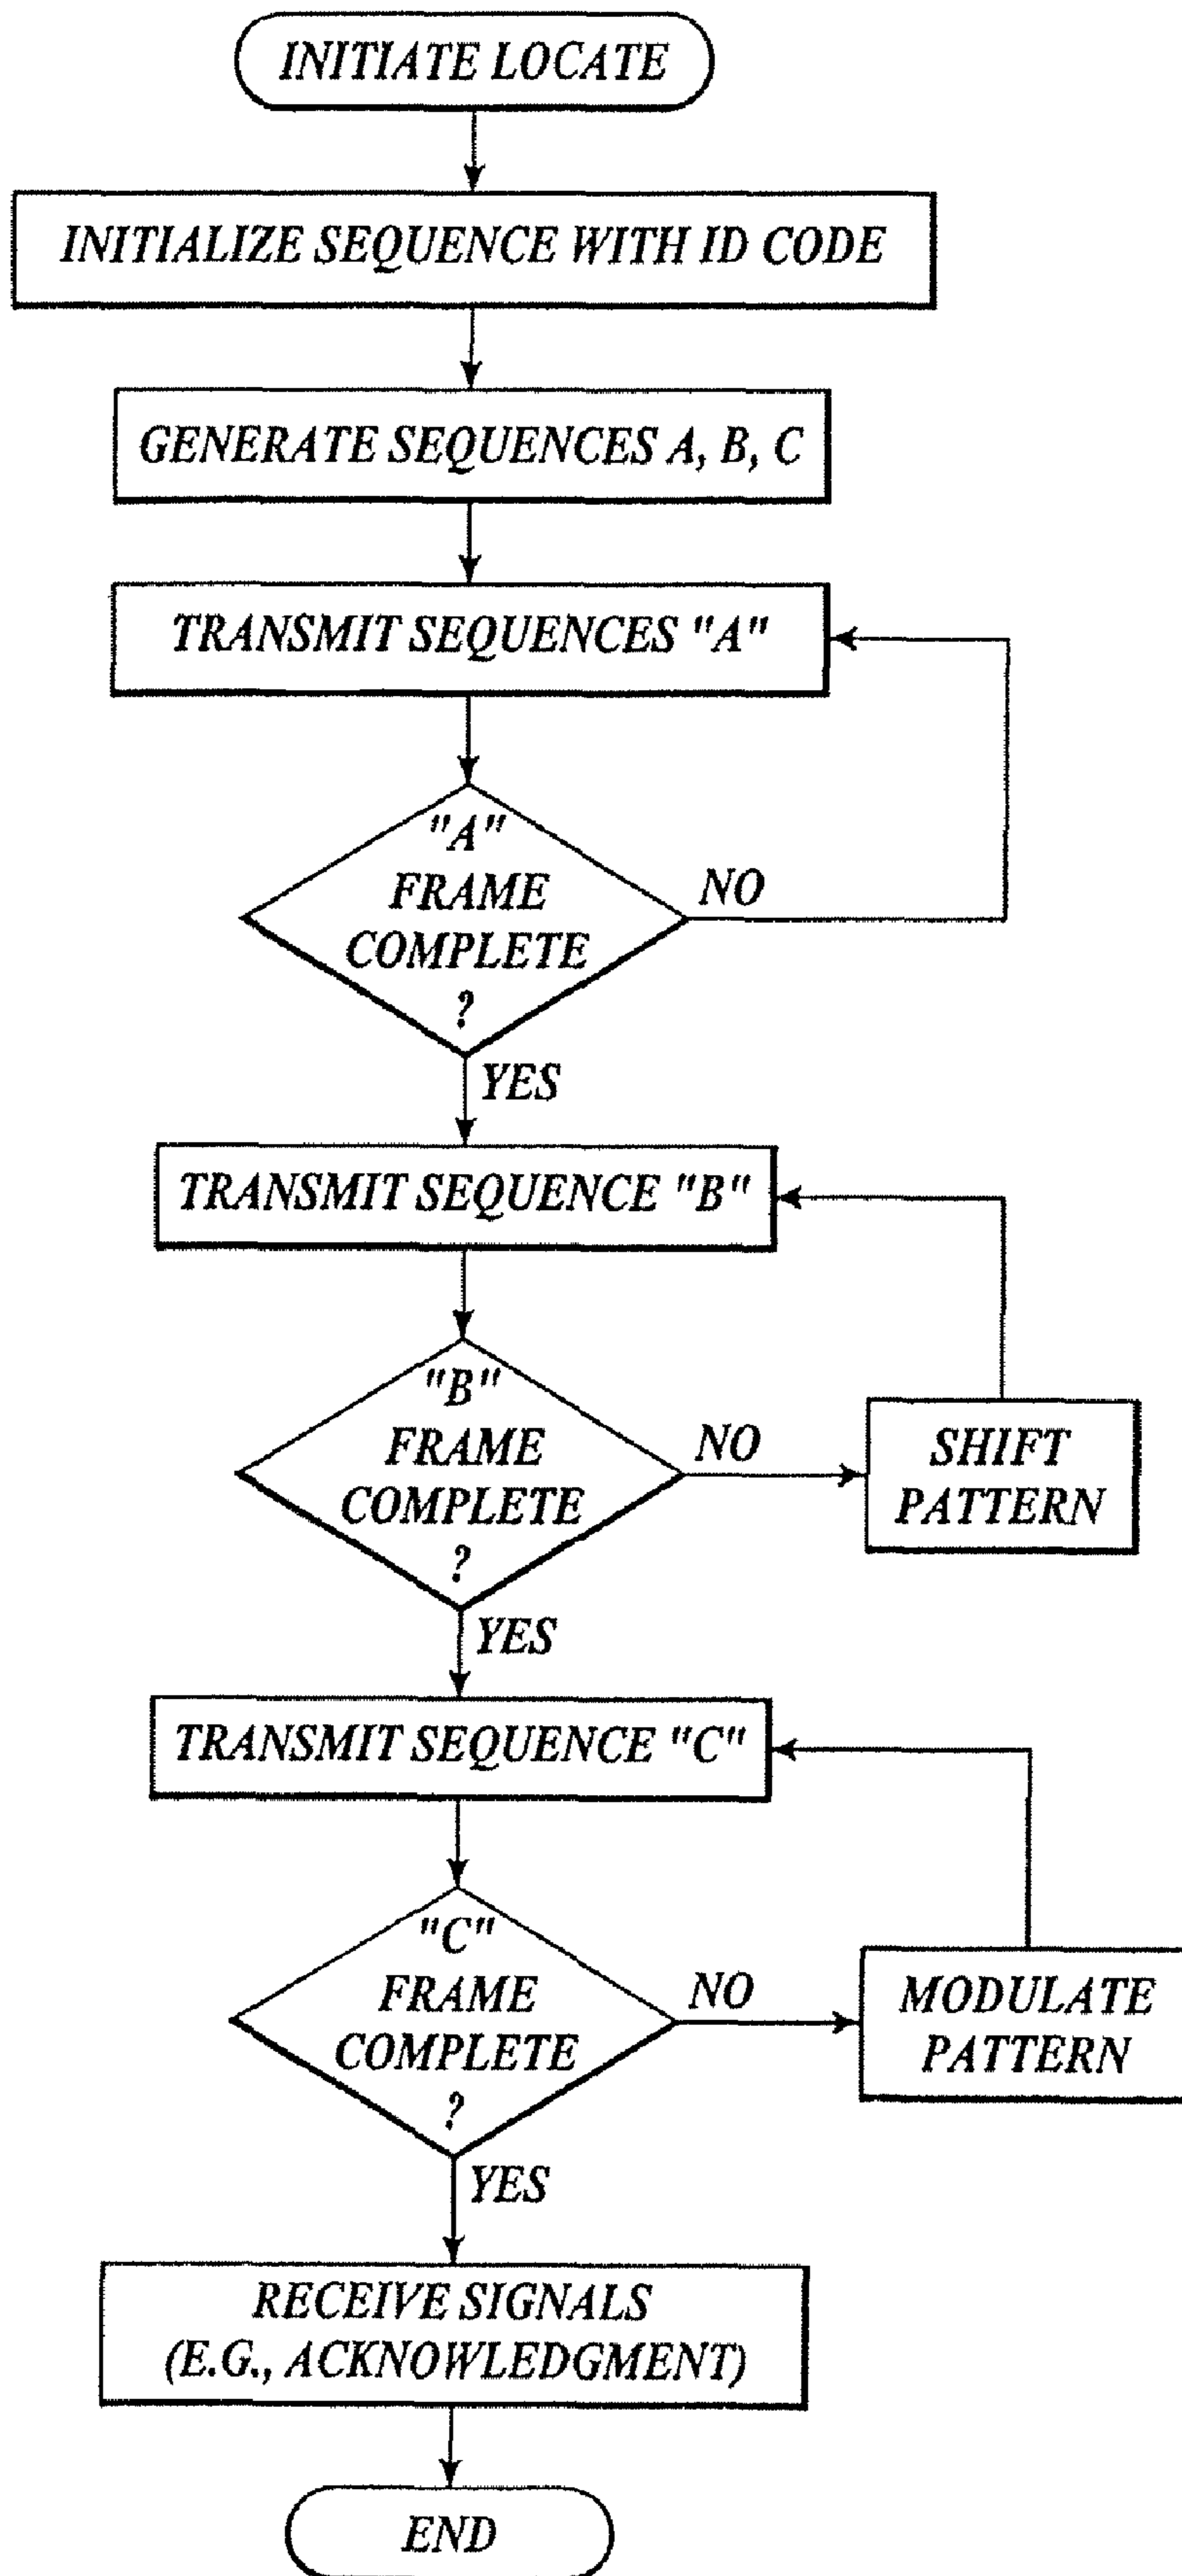 INITIATE LOCATE
INITIALIZE SEQUENCE WITH ID CODE
GENERATE SEQUENCES A, B, C
TRANSMIT SEQUENCES "A"
"A"
FRAME
COMPLETE
?
NO
YES
TRANSMIT SEQUENCE "B"
"B"
FRAME
COMPLETE
?
NO
SHIFT
PATTERN
YES
TRANSMIT SEQUENCE "C"
"C"
FRAME
COMPLETE
?
NO
MODULATE
PATTERN
YES
RECEIVE SIGNALS
(E.G., ACKNOWLEDGMENT)
END